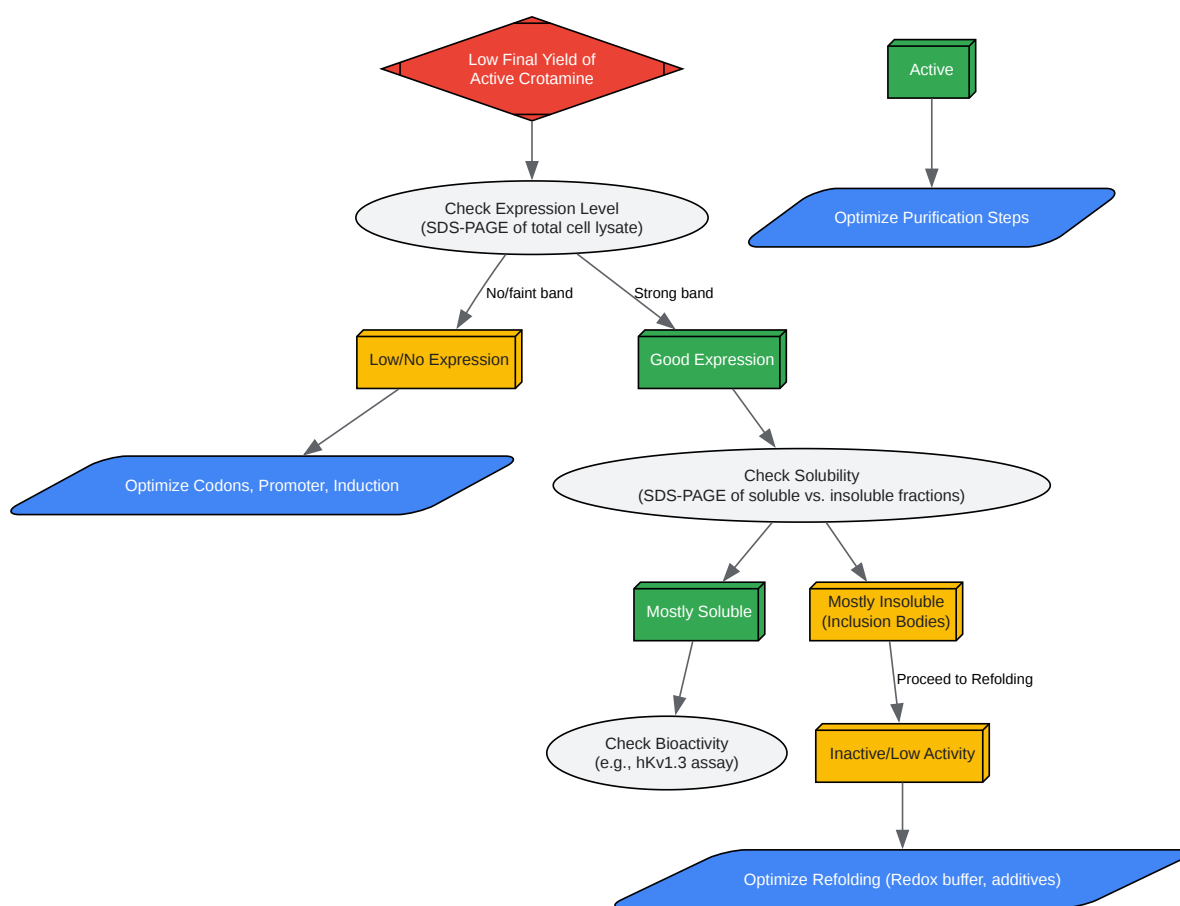 Low Final Yield of
Active Crotamine
Active
Check Expression Level
(SDS-PAGE of total cell lysate)
Optimize Purification Steps
No/faint band
Strong band
Low/No Expression
Good Expression
Optimize Codons, Promoter, Induction
Check Solubility
(SDS-PAGE of soluble vs. insoluble fractions)
Mostly Soluble
Mostly Insoluble
(Inclusion Bodies)
Proceed to Refolding
Check Bioactivity
(e.g., hKv1.3 assay)
Inactive/Low Activity
Optimize Refolding (Redox buffer, additives)